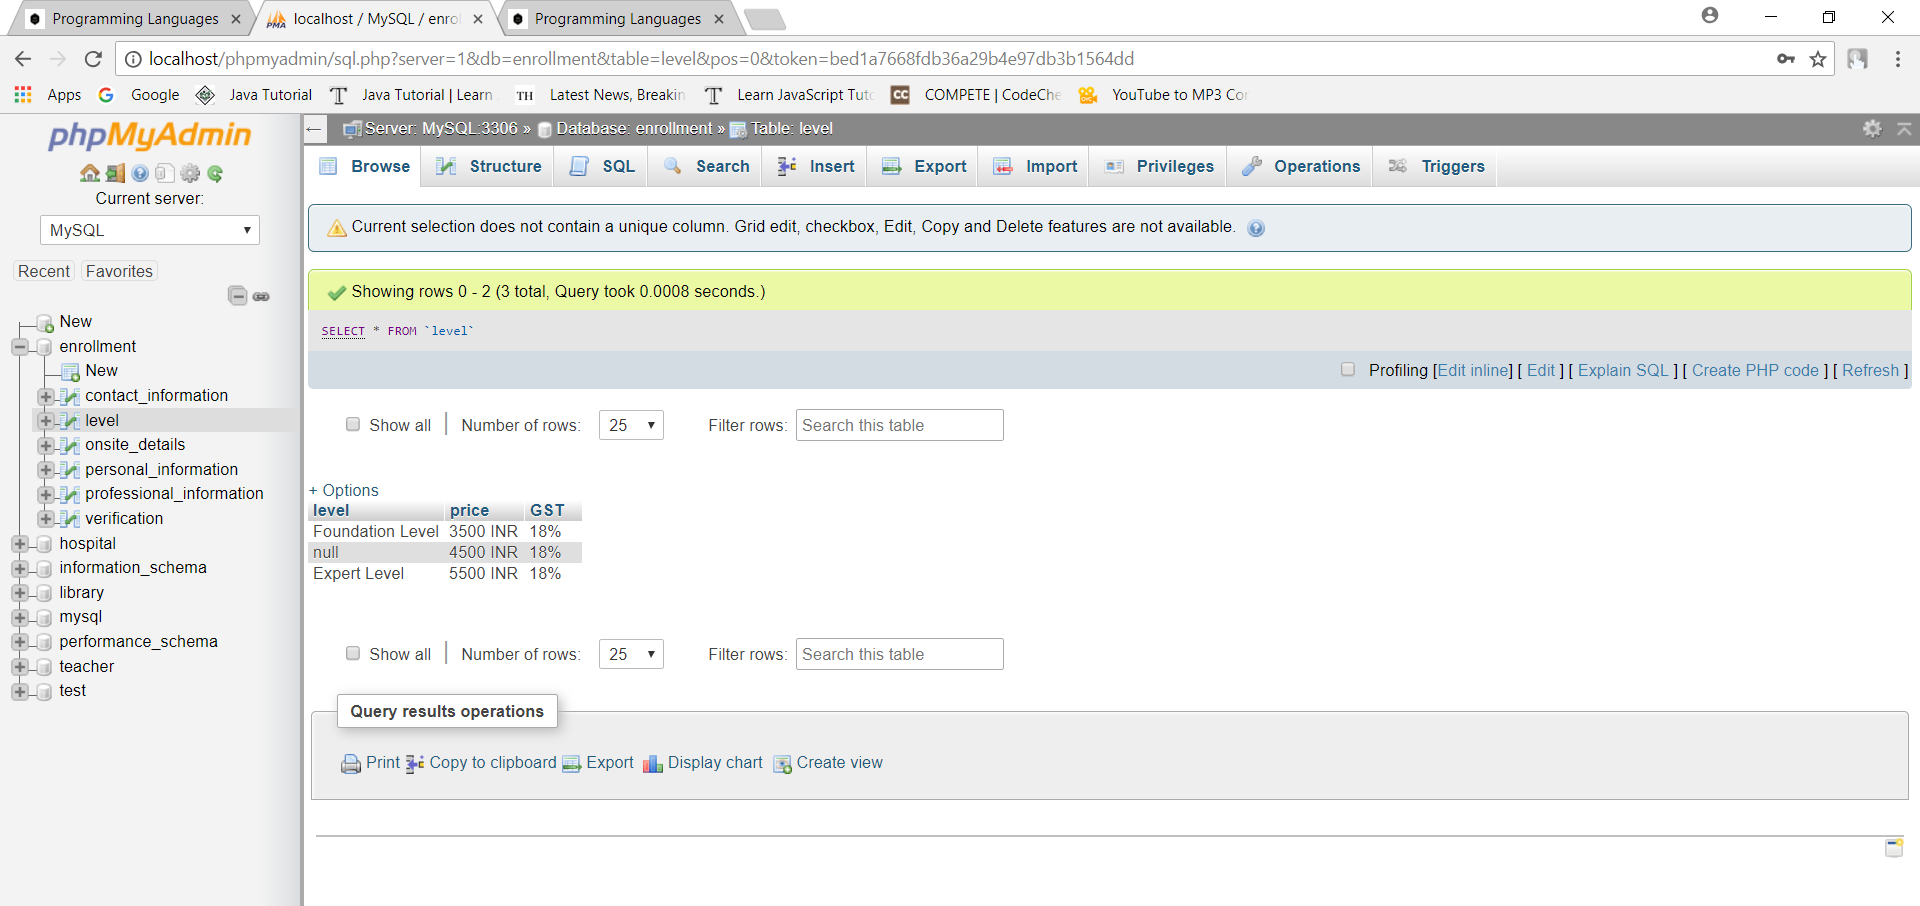 Programming Languages
localhost / MySQL / enrol
Programming Languages
localhost/phpmyadmin/sql.php?server=1&db=enrollment&table=level&pos=0&token=bed1a7668fdb36a29b4e97db3b1564dd
Apps Google Java Tutorial Java Tutorial | Learn TH Latest News, Breakin Learn JavaScript Tuto CC COMPETE | CodeChe YouTube to MP3 Con
phpMyAdmin
Current server:
MySQL
Recent Favorites
New
enrollment
New
contact_information
level
onsite_details
personal_information
professional_information
verification
hospital
information_schema
library
mysql
performance_schema
teacher
test
Server: MySQL:3306 » Database: enrollment » Table: level
Browse Structure SQL Search Insert Export Import Privileges Operations Triggers
Current selection does not contain a unique column. Grid edit, checkbox, Edit, Copy and Delete features are not available.
Showing rows 0 - 2 (3 total, Query took 0.0008 seconds.)
SELECT * FROM `level`
Profiling [Edit inline] [ Edit ] [ Explain SQL ] [ Create PHP code ] [ Refresh ]
Show all | Number of rows: 25 Filter rows: Search this table
+ Options
level price GST
Foundation Level 3500 INR 18%
null 4500 INR 18%
Expert Level 5500 INR 18%
Show all | Number of rows: 25 Filter rows: Search this table
Query results operations
Print Copy to clipboard Export Display chart Create view